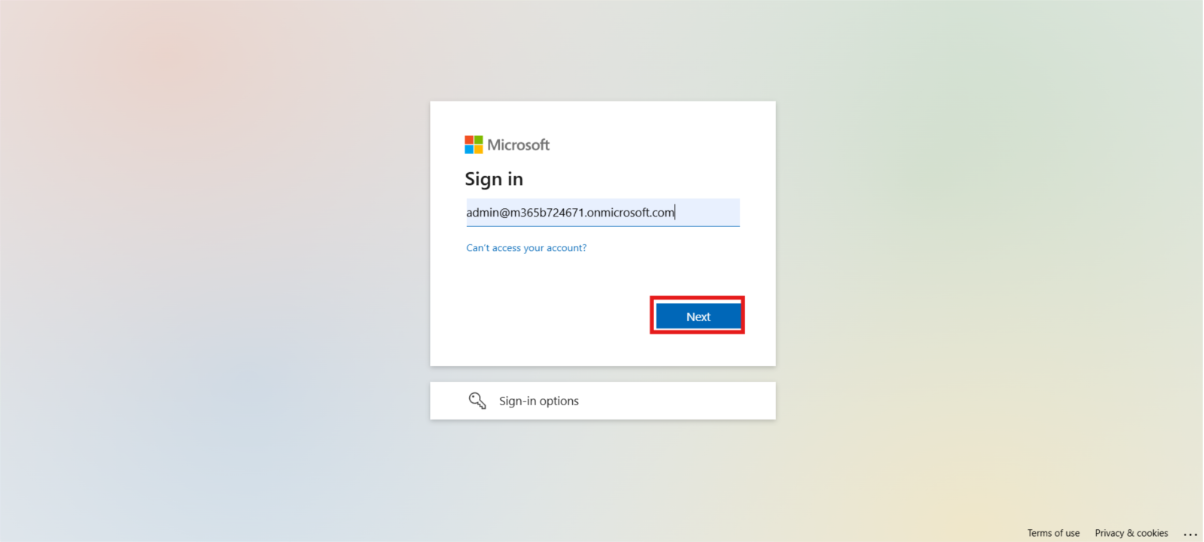 Microsoft
Sign in
admin@m365b724671.onmicrosoft.com
Can't access your account?
Next
Sign-in options
Terms of use Privacy & cookies ...